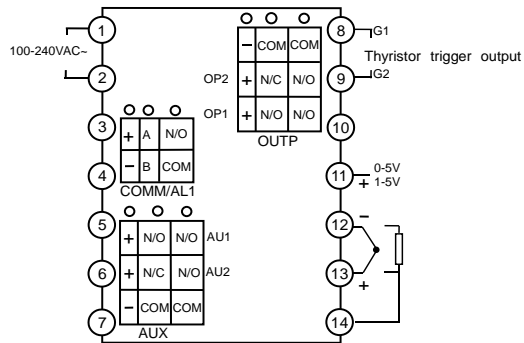 1
100-240VAC~
2
3
4
5
6
7
− COM COM
OP2 + N/C N/O
OP1 + N/O N/O
OUTP
+ A N/O
− B COM
COMM/AL1
+ N/O N/O AU1
+ N/C N/O AU2
− COM COM
AUX
8 G1
Thyristor trigger output
9 G2
10
11 + 0-5V
1-5V
12 −
13 +
14